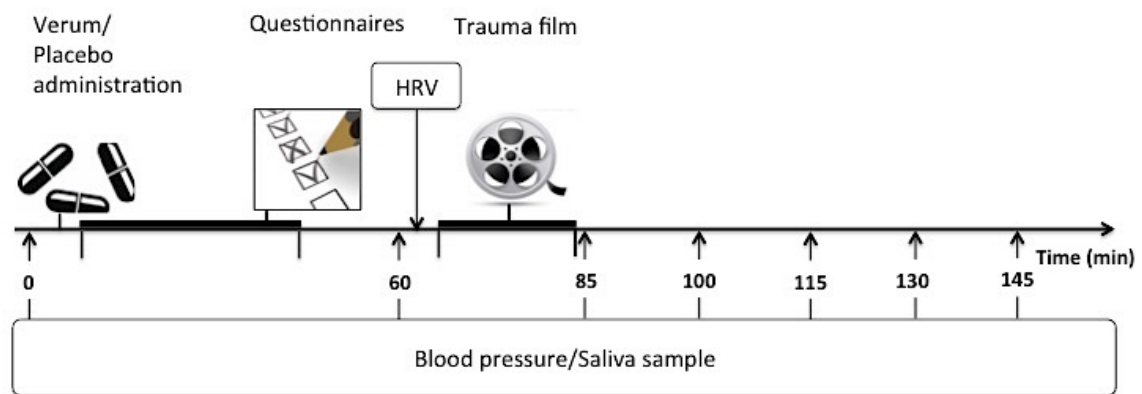 Verum/
Placebo
administration
Questionnaires
Trauma film
HRV
Time (min)
0
60
85
100
115
130
145
Blood pressure/Saliva sample